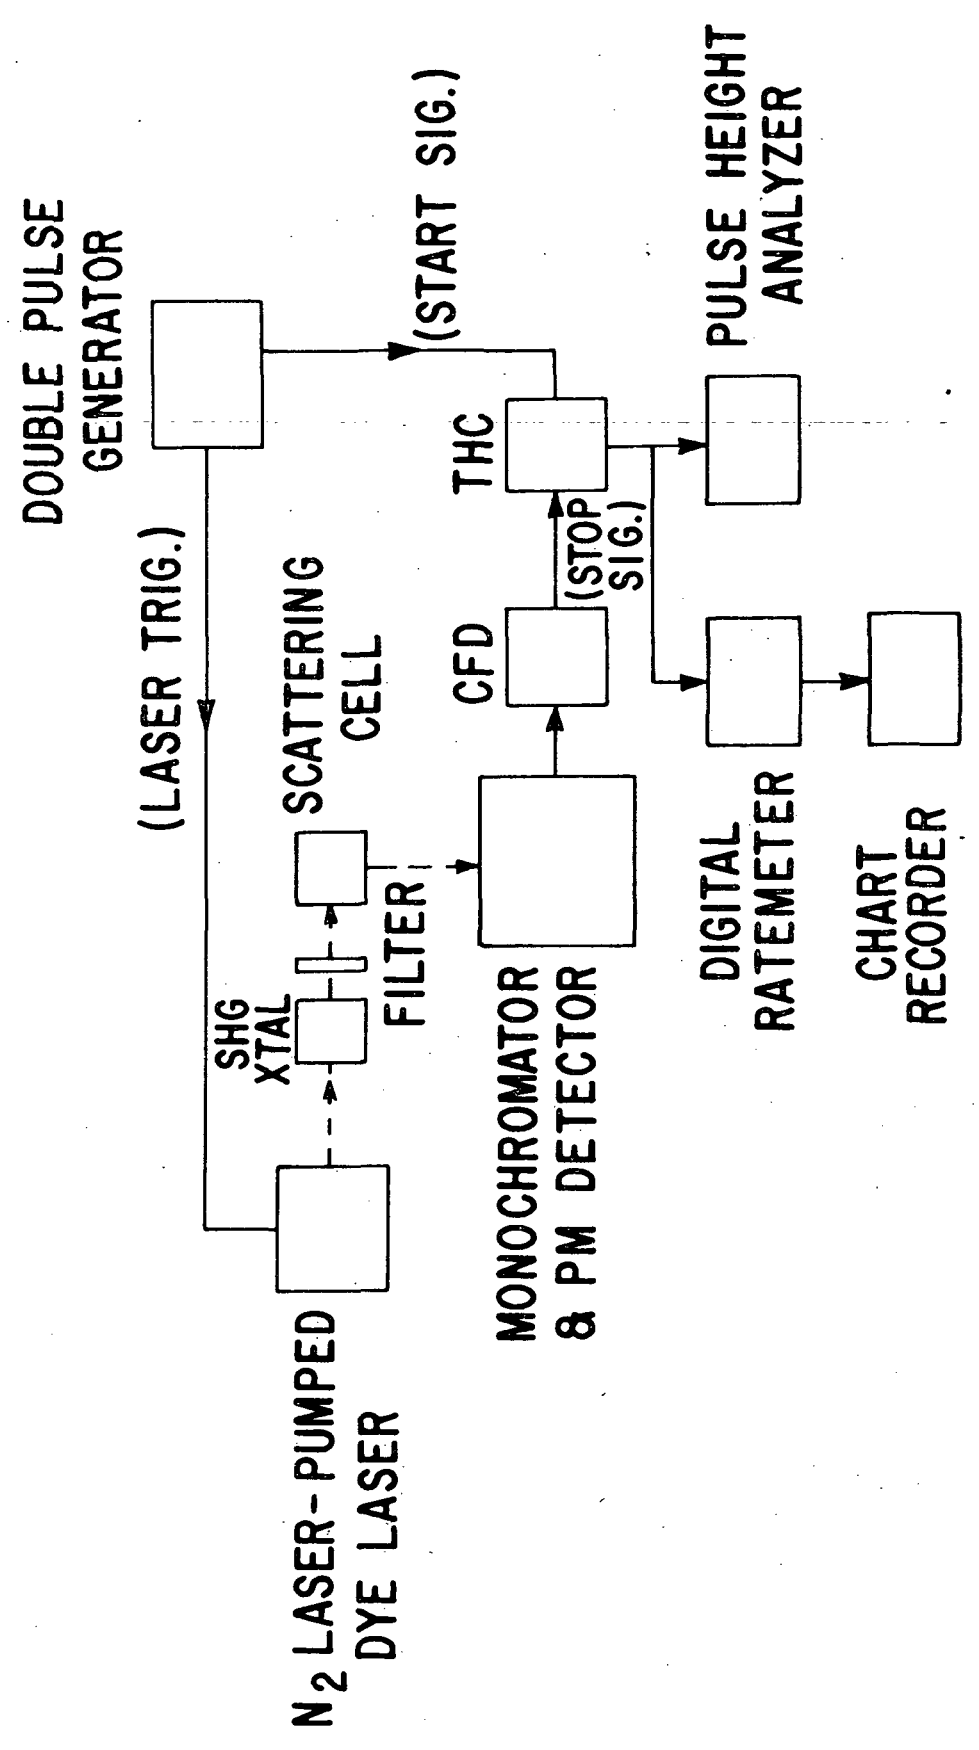 DOUBLE PULSE
GENERATOR
(LASER TRIG.)
(START SIG.)
SCATTERING
CELL
SHG
XTAL
FILTER
N2 LASER-PUMPED
DYE LASER
THC
CFD
(STOP
SIG.)
MONOCHROMATOR
& PM DETECTOR
PULSE HEIGHT
ANALYZER
DIGITAL
RATEMETER
CHART
RECORDER